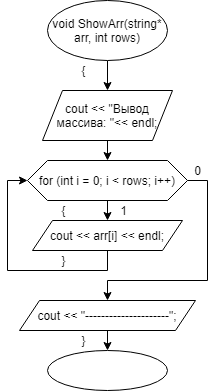 void ShowArr(string*
arr, int rows)
{
cout << "Вывод
массива: "<< endl;
for (int i = 0; i < rows; i++)
0
{
1
cout << arr[i] << endl;
}
cout << "----------------------";
}